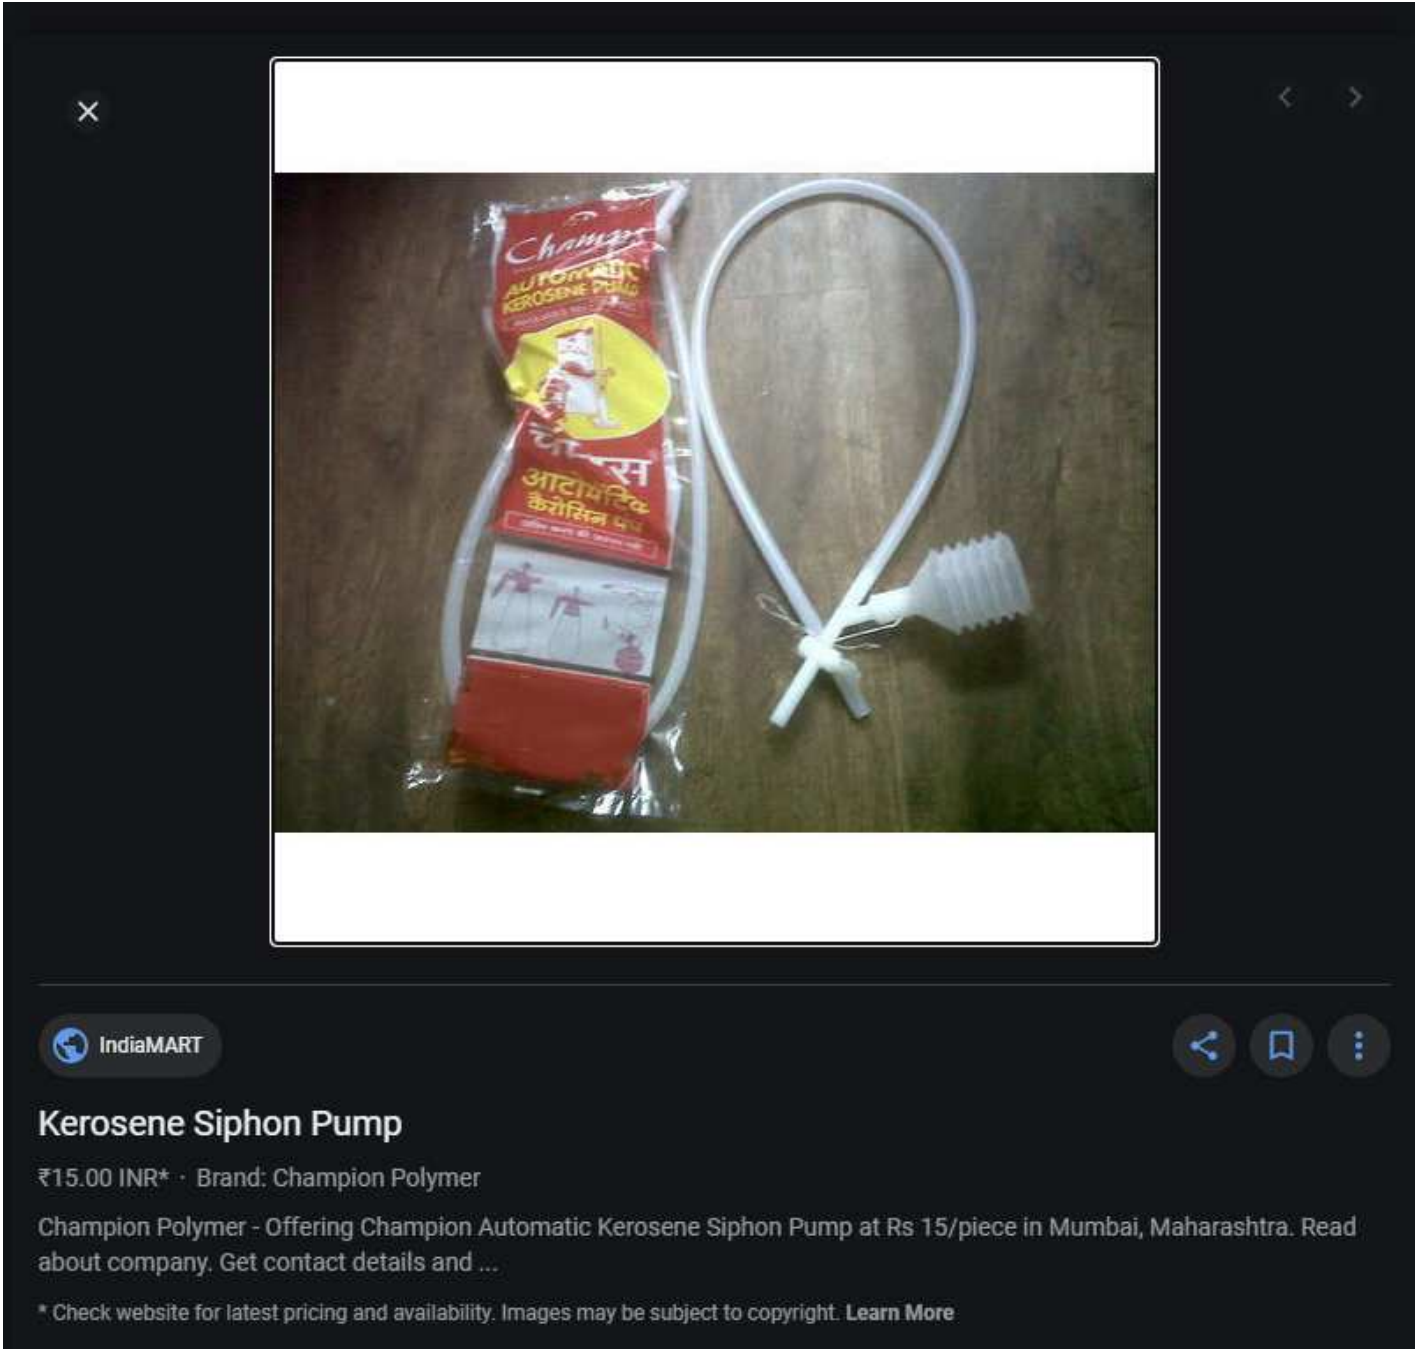 Champs
AUTOMATIC
KEROSENE PUMP
आटोमेटिक
कैरोसिन पंप
IndiaMART
Kerosene Siphon Pump
₹15.00 INR* · Brand: Champion Polymer
Champion Polymer - Offering Champion Automatic Kerosene Siphon Pump at Rs 15/piece in Mumbai, Maharashtra. Read
about company. Get contact details and ...
* Check website for latest pricing and availability. Images may be subject to copyright. Learn More